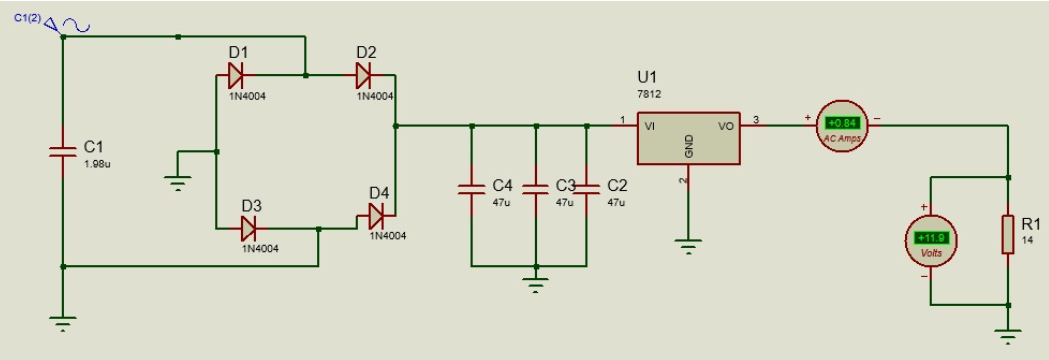 C1(2)
D1
1N4004
D2
1N4004
U1
7812
1
VI
VO
3
GND
2
+
+0.84
AC Amps
−
C1
1.98u
D3
1N4004
D4
1N4004
C4
47u
C3
47u
C2
47u
+
+11.9
Volts
−
R1
14